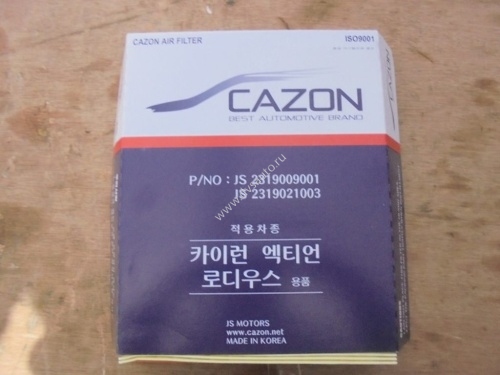 CAZON AIR FILTER
ISO9001
CAZON
BEST AUTOMOTIVE BRAND
P/NO : JS 2319009001
JS 2319021003
적용차종
카이런 엑티언
로디우스 용품
JS MOTORS
www.cazon.net
MADE IN KOREA